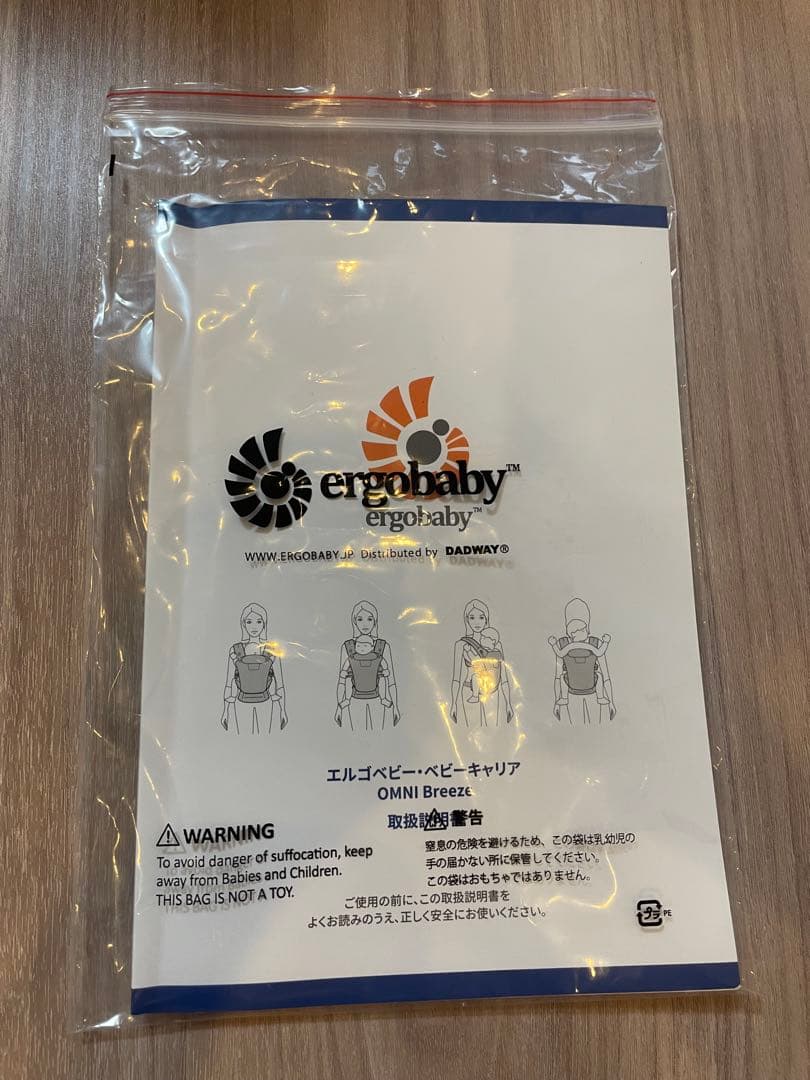 ergobaby™
ergobaby™
WWW.ERGOBABY.JP Distributed by DADWAY®
エルゴベビー・ベビーキャリア
OMNI Breeze
取扱説明書
⚠ WARNING
To avoid danger of suffocation, keep
away from Babies and Children.
THIS BAG IS NOT A TOY.
⚠ 警告
窒息の危険を避けるため、この袋は乳幼児の
手の届かない所に保管してください。
この袋はおもちゃではありません。
ご使用の前に、この取扱説明書を
よくお読みのうえ、正しく安全にお使いください。
プラ PE